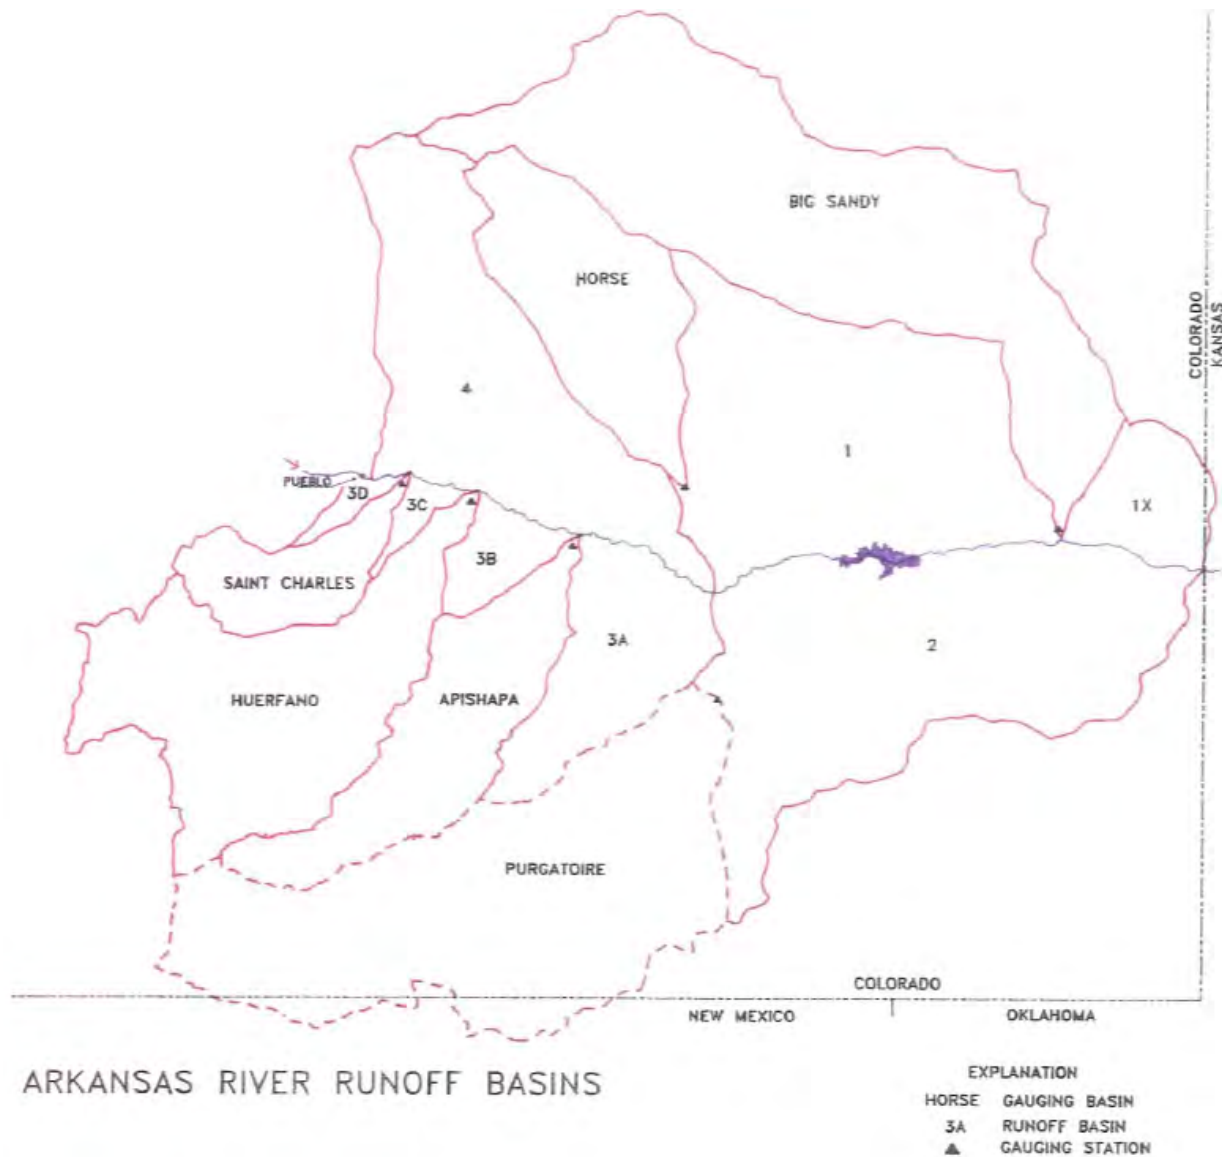 BIG SANDY
HORSE
COLORADO
KANSAS
4
1
PUEBLO
3D
3C
1X
3B
SAINT CHARLES
3A
2
HUERFANO
APISHAPA
PURGATOIRE
COLORADO
NEW MEXICO
OKLAHOMA
ARKANSAS RIVER RUNOFF BASINS
EXPLANATION
HORSE GAUGING BASIN
3A RUNOFF BASIN
GAUGING STATION